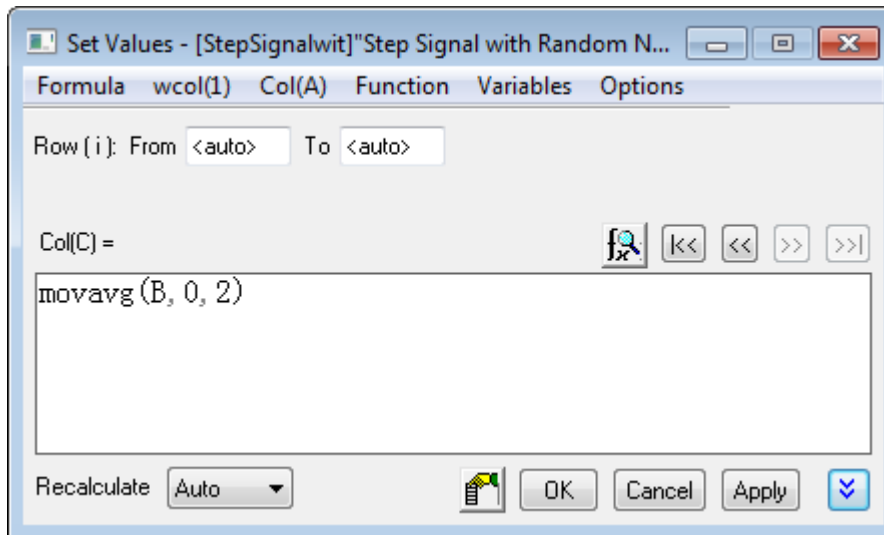 Set Values - [StepSignalwit]"Step Signal with Random N...
Formula wcol(1) Col(A) Function Variables Options
Row (i): From <auto> To <auto>
Col(C) =
fx |<< << >> >>|
movavg(B, 0, 2)
Recalculate Auto OK Cancel Apply